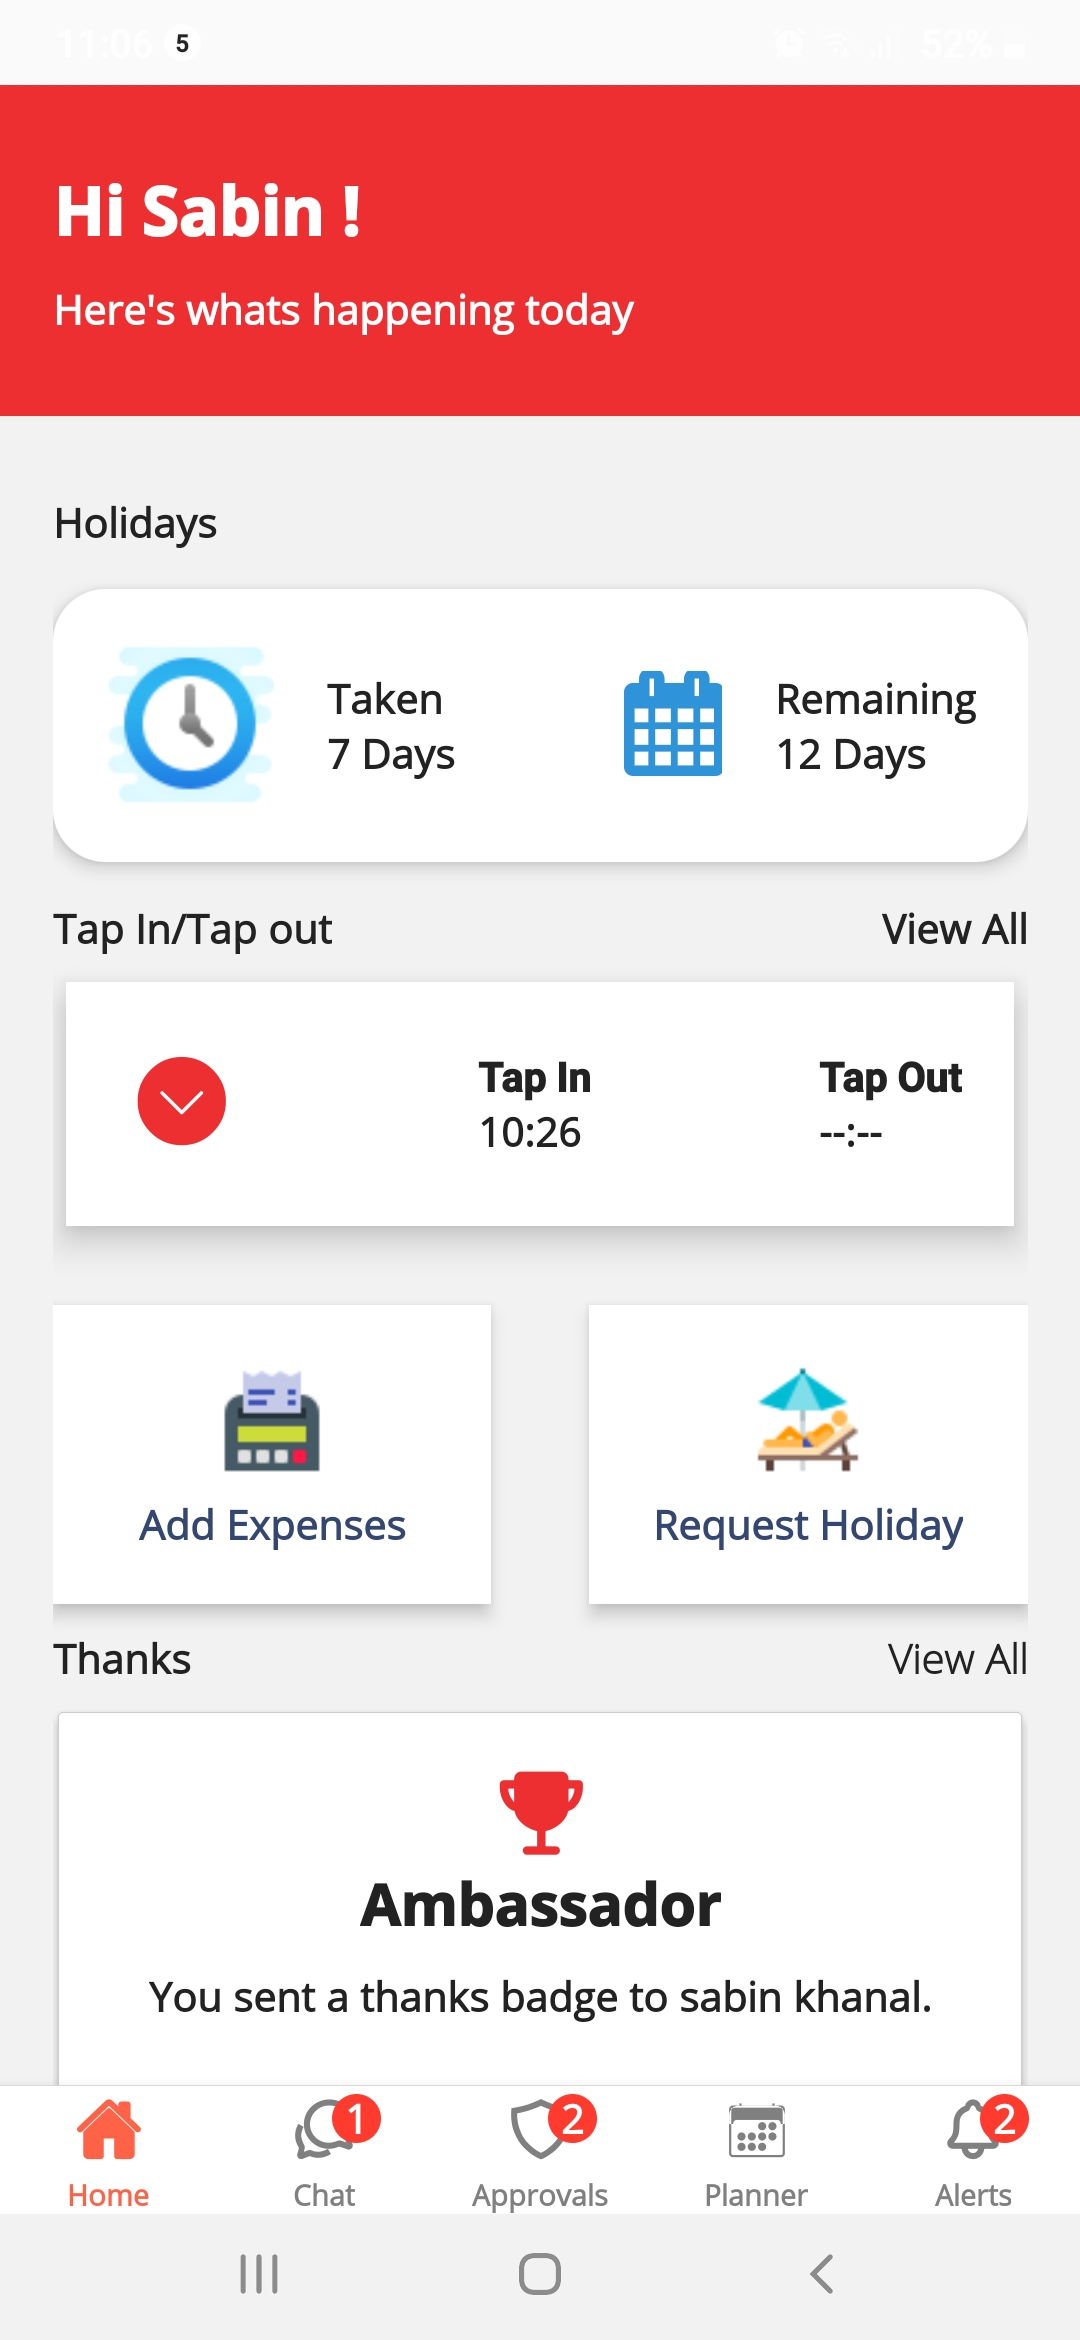 11:06 5 52%
Hi Sabin !
Here's whats happening today
Holidays
Taken
7 Days
Remaining
12 Days
Tap In/Tap out View All
Tap In
10:26
Tap Out
--:--
Add Expenses
Request Holiday
Thanks View All
Ambassador
You sent a thanks badge to sabin khanal.
1 2 2
Home Chat Approvals Planner Alerts